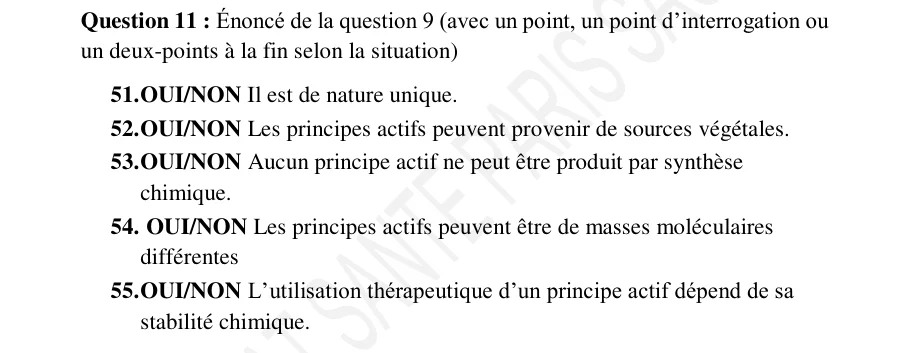 Question 11 : Énoncé de la question 9 (avec un point, un point d’interrogation ou
un deux-points à la fin selon la situation)
51.OUI/NON Il est de nature unique.
52.OUI/NON Les principes actifs peuvent provenir de sources végétales.
53.OUI/NON Aucun principe actif ne peut être produit par synthèse
chimique.
54. OUI/NON Les principes actifs peuvent être de masses moléculaires
différentes
55.OUI/NON L’utilisation thérapeutique d’un principe actif dépend de sa
stabilité chimique.
SANTE PARIS